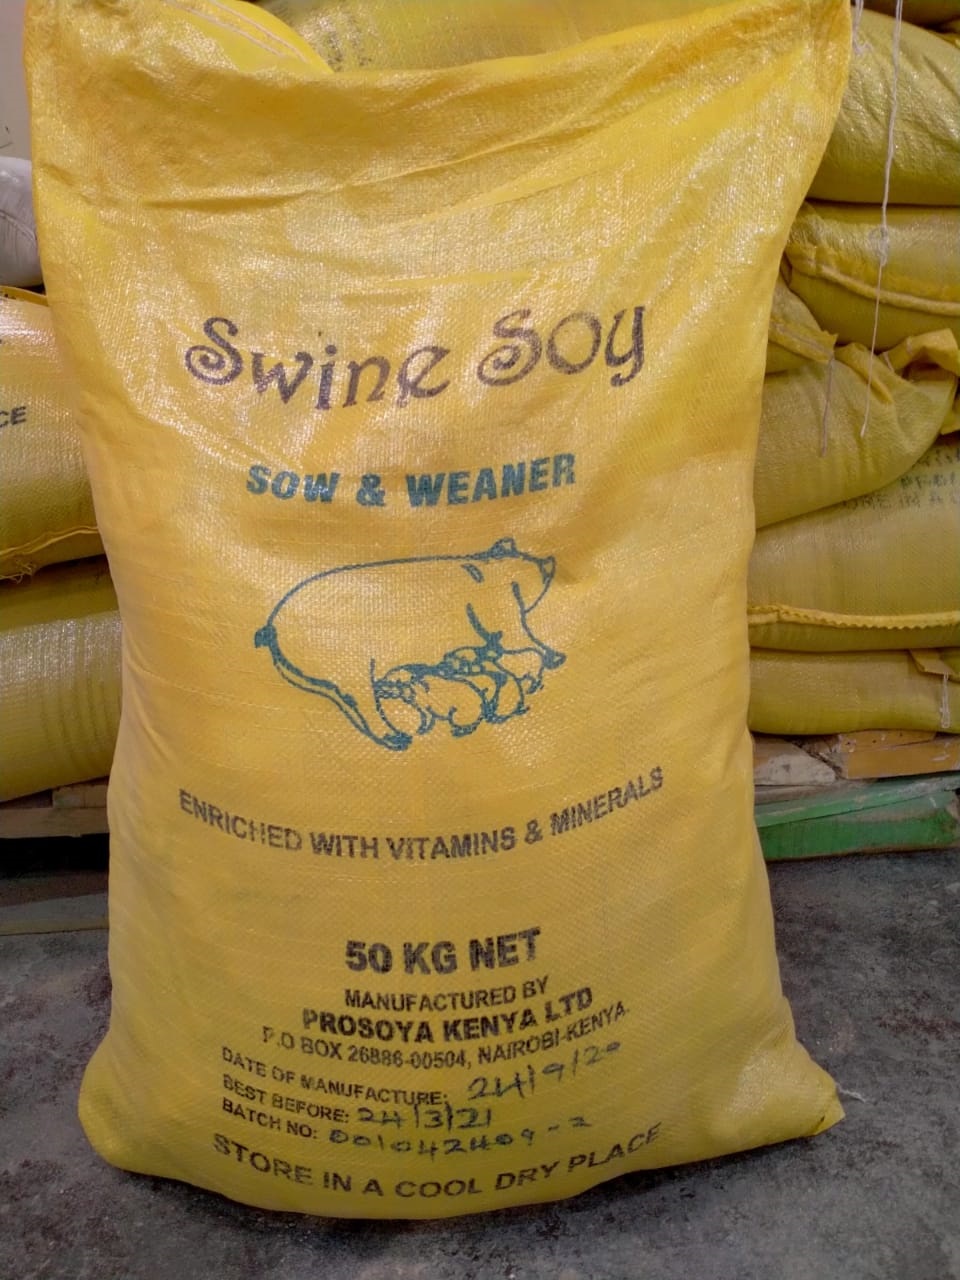 Swine Soy
SOW & WEANER
ENRICHED WITH VITAMINS & MINERALS
50 KG NET
MANUFACTURED BY
PROSOYA KENYA LTD
P.O BOX 26886-00504, NAIROBI-KENYA.
DATE OF MANUFACTURE: 24/9/20
BEST BEFORE: 24/3/21
BATCH NO: 001042409-2
STORE IN A COOL DRY PLACE
CE